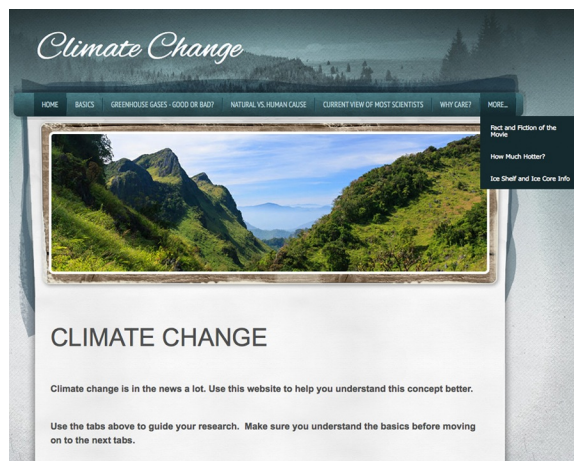 Climate Change
HOME BASICS GREENHOUSE GASES - GOOD OR BAD? NATURAL VS. HUMAN CAUSE CURRENT VIEW OF MOST SCIENTISTS WHY CARE? MORE...
Fact and Fiction of the
Movie
How Much Hotter?
Ice Shelf and Ice Core Info
CLIMATE CHANGE
Climate change is in the news a lot. Use this website to help you understand this concept better.
Use the tabs above to guide your research.  Make sure you understand the basics before moving
on to the next tabs.